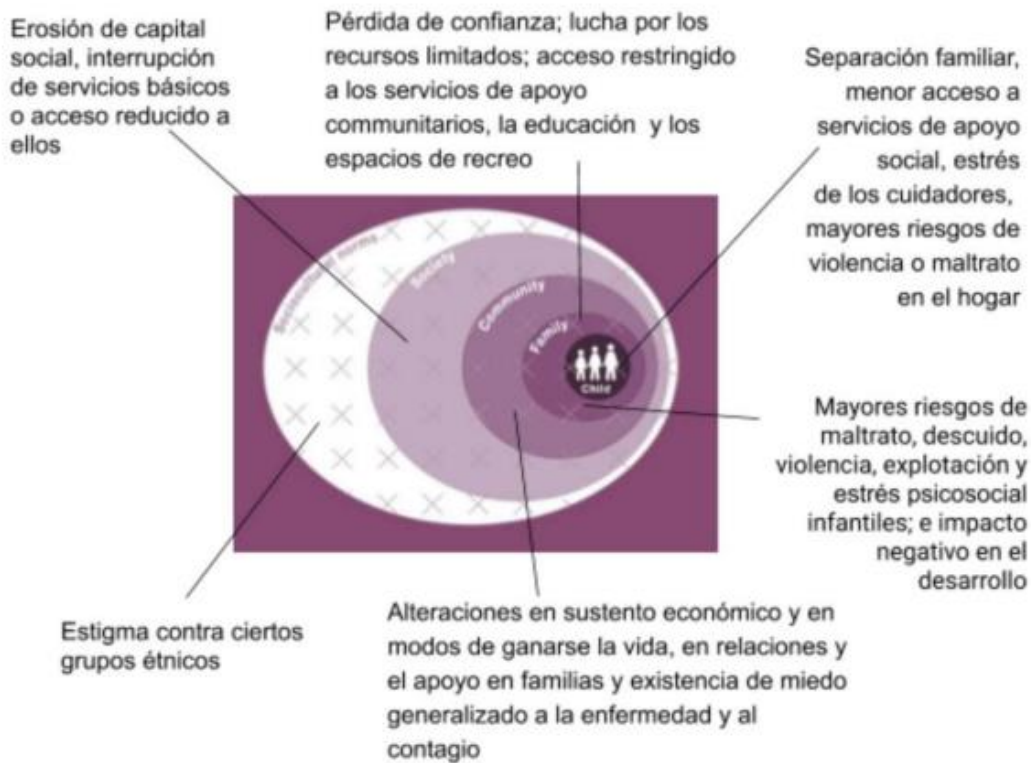 Erosión de capital
social, interrupción
de servicios básicos
o acceso reducido a
ellos
Pérdida de confianza; lucha por los
recursos limitados; acceso restringido
a los servicios de apoyo
communitarios, la educación y los
espacios de recreo
Separación familiar,
menor acceso a
servicios de apoyo
social, estrés
de los cuidadores,
mayores riesgos de
violencia o maltrato
en el hogar
Sociocultural norms
Society
Community
Family
Child
Mayores riesgos de
maltrato, descuido,
violencia, explotación y
estrés psicosocial
infantiles; e impacto
negativo en el
desarrollo
Estigma contra ciertos
grupos étnicos
Alteraciones en sustento económico y en
modos de ganarse la vida, en relaciones y
el apoyo en familias y existencia de miedo
generalizado a la enfermedad y al
contagio